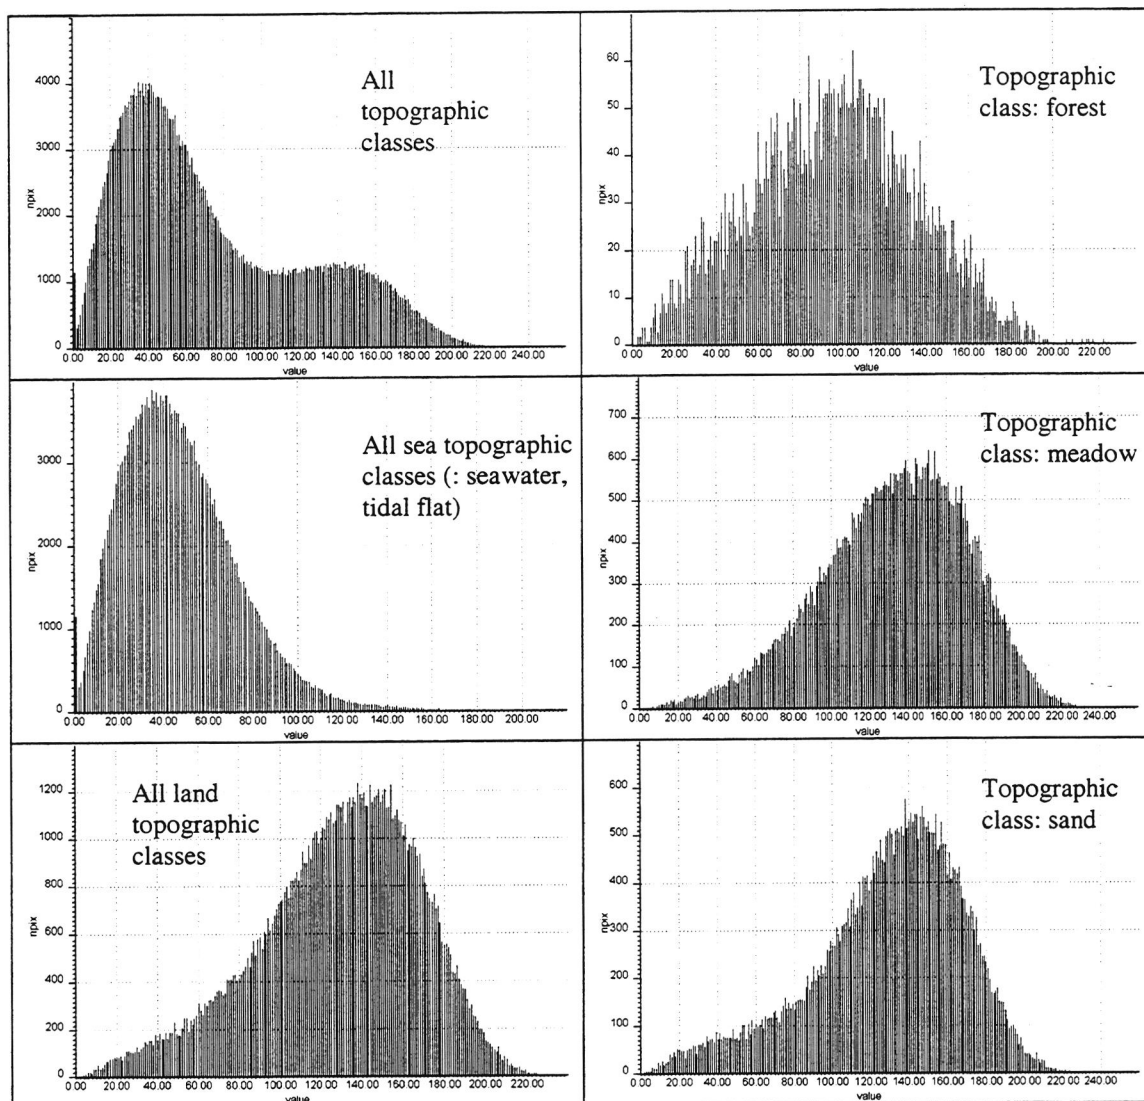 All
topographic
classes
npix
4000
3000
2000
1000
0
0 00 20.00 40.00 60.00 80 00 100 00 120.00 140.00 160 00 180 00 200 00 220 00 240 00
value
Topographic
class: forest
npix
60
50
40
30
20
10
0
0 00 20.00 40 00 60.00 80.00 100 00 120.00 140.00 160.00 180 00 200 00 220.00
value
All sea topographic
classes (: seawater,
tidal flat)
npix
3000
2000
1000
0
0 00 20.00 40 00 60 00 80 00 100 00 120 00 140 00 160 00 180 00 200 00
value
Topographic
class: meadow
npix
700
600
500
400
300
200
100
0
0 00 20.00 40 00 60 00 80 00 100 00 120 00 140 00 160 00 180 00 200 00 220 00 240 00
value
All land
topographic
classes
npix
1200
1000
800
600
400
200
0
0 00 20.00 40 00 60 00 80 00 100 00 120.00 140 00 160 00 180 00 200 00 220 00
value
Topographic
class: sand
npix
600
500
400
300
200
100
0
0 00 20.00 40 00 60 00 80 00 100 00 120 00 140 00 160 00 180 00 200 00 220 00 240 00
value